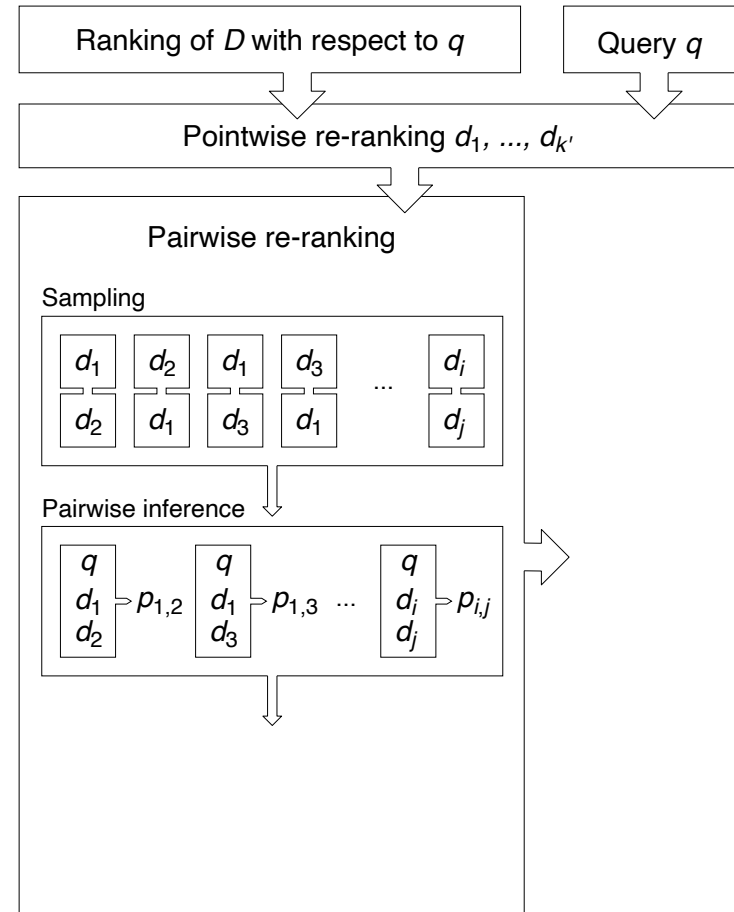 Ranking of D with respect to q
Query q
Pointwise re-ranking d1, ..., dk'
Pairwise re-ranking
Sampling
d1 d2 d1 d3 ... di
d2 d1 d3 d1 dj
Pairwise inference
q q q
d1 p1,2 d1 p1,3 ... di pi,j
d2 d3 dj